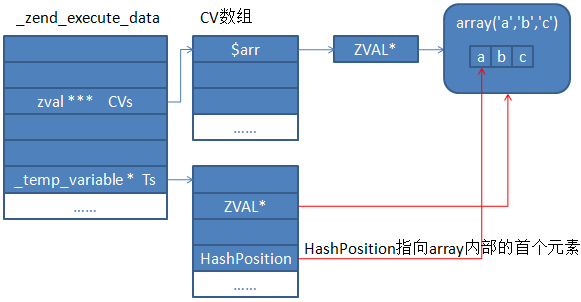 _zend_execute_data
CV数组
array('a','b','c')
$arr
ZVAL*
a b c
zval *** CVs
……
_temp_variable * Ts
……
ZVAL*
HashPosition
HashPosition指向array内部的首个元素
……